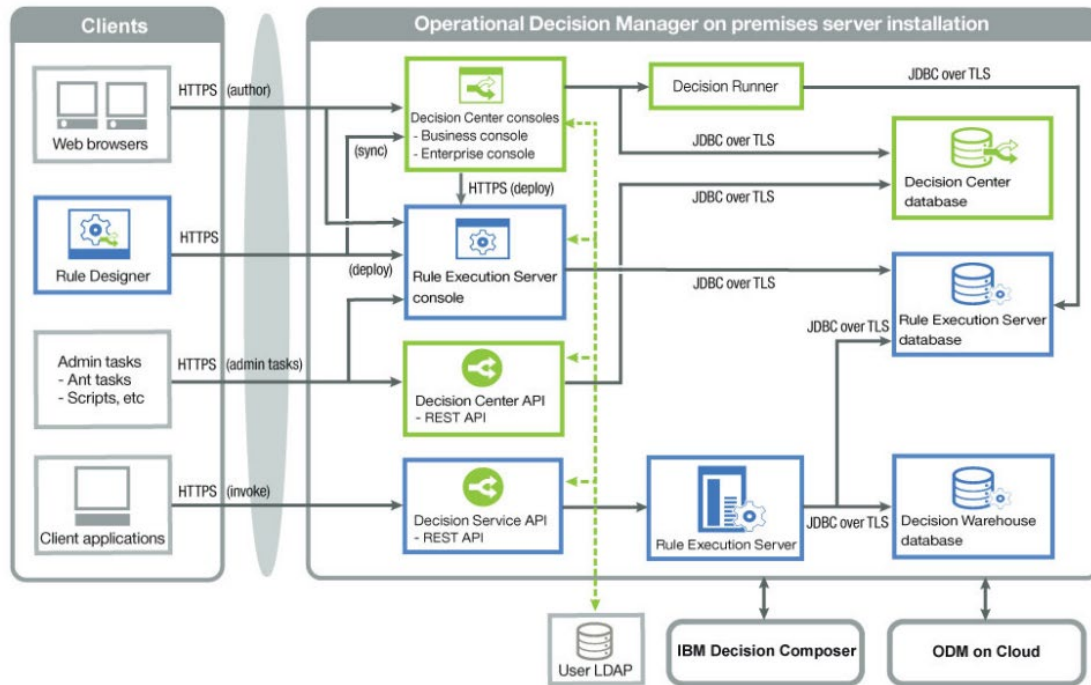 Clients
Operational Decision Manager on premises server installation
Web browsers
HTTPS (author)
Decision Center consoles
- Business console
- Enterprise console
(sync)
Decision Runner
JDBC over TLS
JDBC over TLS
Decision Center
database
HTTPS (deploy)
JDBC over TLS
Rule Designer
HTTPS
(deploy)
Rule Execution Server
console
JDBC over TLS
Rule Execution Server
database
JDBC over TLS
Admin tasks
- Ant tasks
- Scripts, etc
HTTPS (admin tasks)
Decision Center API
- REST API
Client applications
HTTPS (invoke)
Decision Service API
- REST API
Rule Execution Server
JDBC over TLS
Decision Warehouse
database
User LDAP
IBM Decision Composer
ODM on Cloud